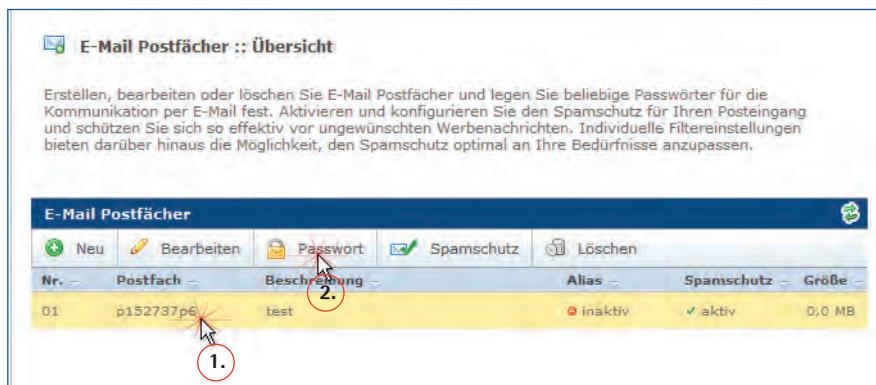 E-Mail Postfächer :: Übersicht
Erstellen, bearbeiten oder löschen Sie E-Mail Postfächer und legen Sie beliebige Passwörter für die
Kommunikation per E-Mail fest. Aktivieren und konfigurieren Sie den Spamschutz für Ihren Posteingang
und schützen Sie sich so effektiv vor ungewünschten Werbenachrichten. Individuelle Filtereinstellungen
bieten darüber hinaus die Möglichkeit, den Spamschutz optimal an Ihre Bedürfnisse anzupassen.
E-Mail Postfächer
Neu Bearbeiten Passwort Spamschutz Löschen
Nr. Postfach Beschreibung Alias Spamschutz Größe
2.
01 p152737p6 test inaktiv aktiv 0,0 MB
1.